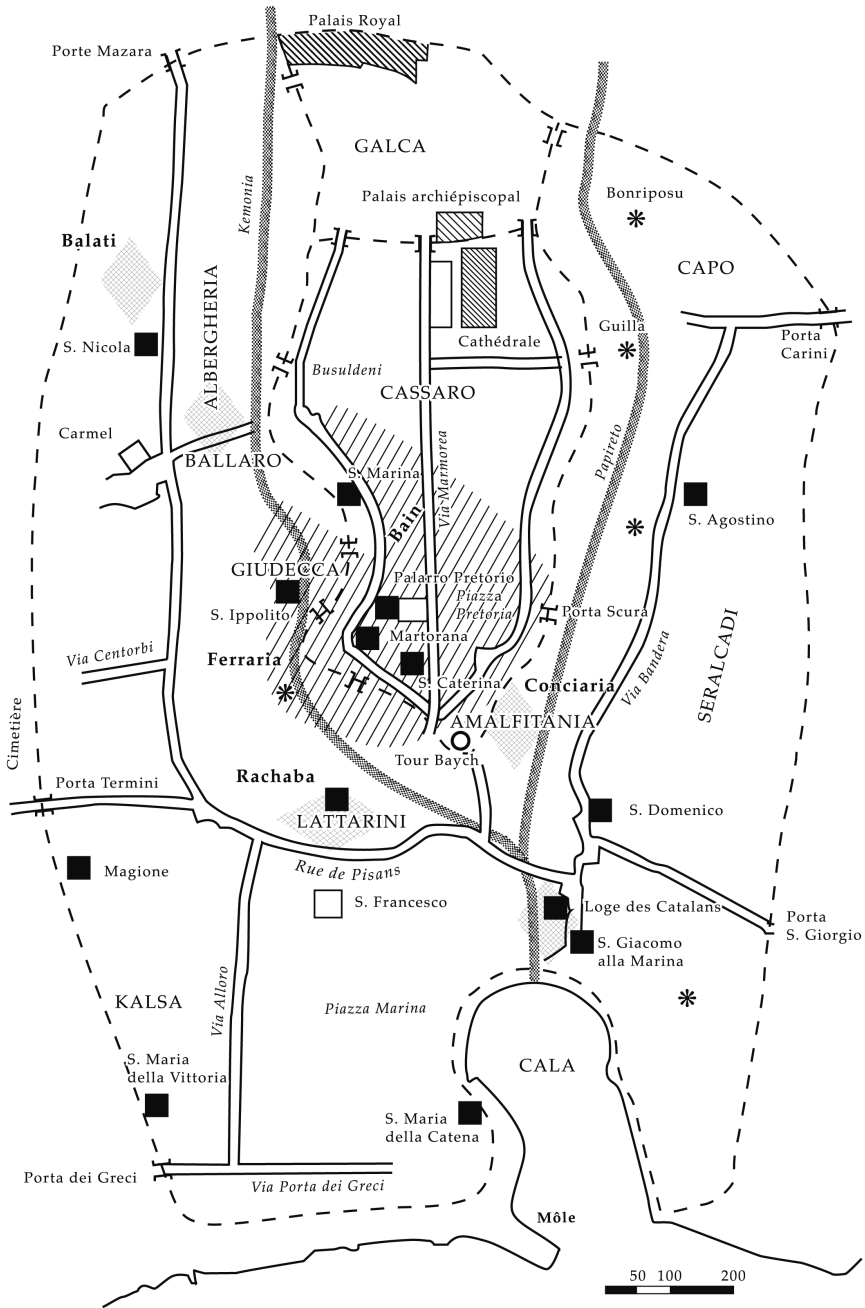 Palais Royal
Porte Mazara
GALCA
Kemonia
Palais archiépiscopal
Bonriposu
Balati
CAPO
ALBERGHERIA
S. Nicola
Cathédrale
Guilla
Porta
Carini
Busuldeni
CASSARO
Carmel
BALLARO
Papireto
Via Marmorea
S. Marina
Bain
S. Agostino
GIUDECCA
Palarro Pretorio
Piazza
Pretoria
S. Ippolito
Porta Scura
Martorana
Via Centorbi
Ferraria
S. Caterina
Conciaria
Via Bandera
SERALCADI
AMALFITANIA
Cimetière
Tour Baych
Rachaba
Porta Termini
LATTARINI
S. Domenico
Magione
Rue de Pisans
S. Francesco
Loge des Catalans
Porta
S. Giorgio
S. Giacomo
alla Marina
KALSA
Via Alloro
Piazza Marina
CALA
S. Maria
della Vittoria
S. Maria
della Catena
Porta dei Greci
Via Porta dei Greci
Môle
50 100 200